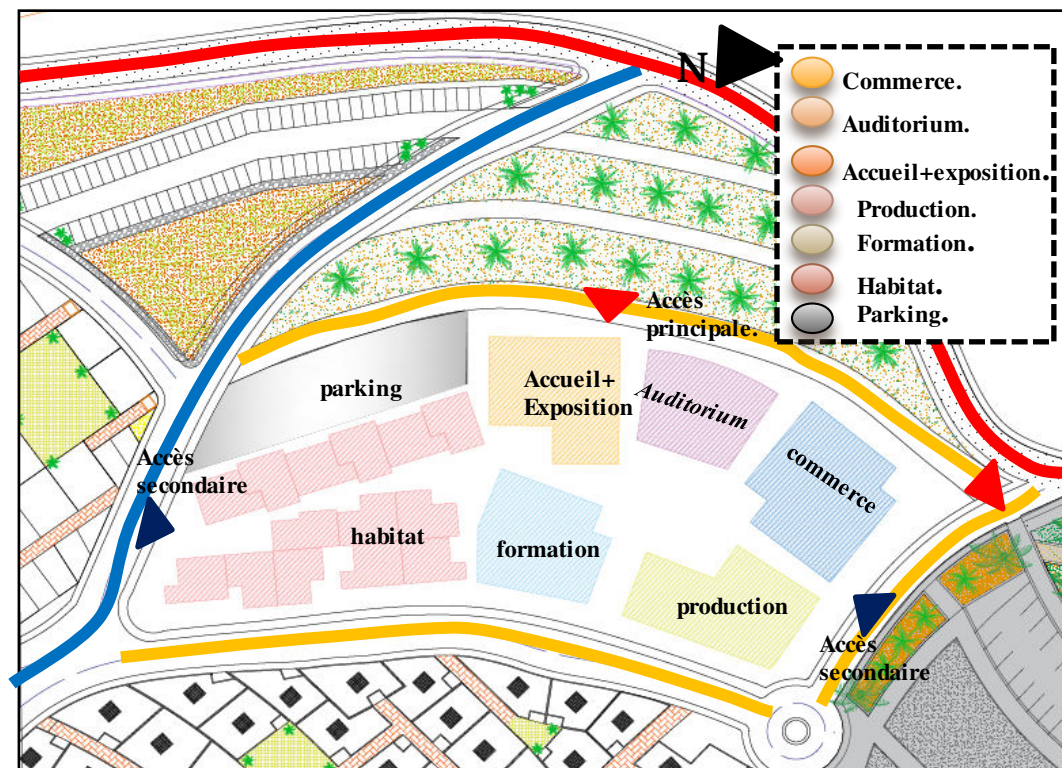 N
Commerce.
Auditorium.
Accueil+exposition.
Production.
Formation.
Habitat.
Parking.
Accès
principale.
parking
Accueil+
Exposition
Auditorium
commerce
Accès
secondaire
habitat
formation
production
Accès
secondaire